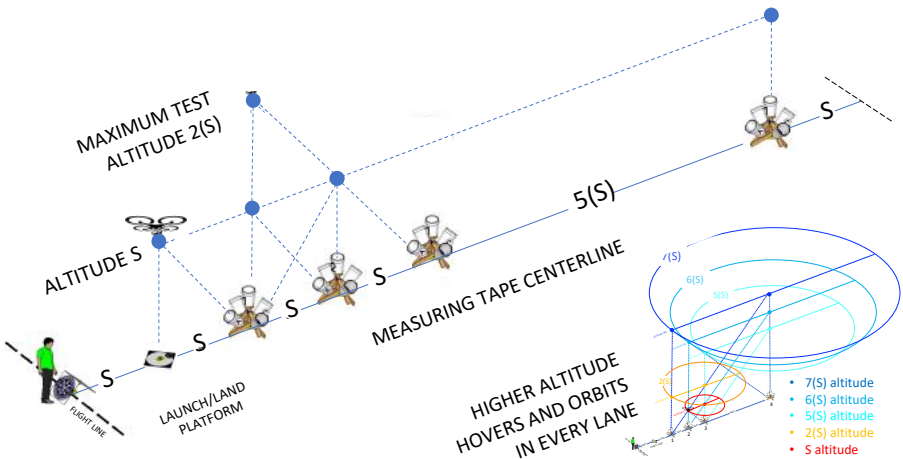 MAXIMUM TEST
ALTITUDE 2(S)
S
5(S)
ALTITUDE S
S
S
S
S
MEASURING TAPE CENTERLINE
FLIGHT LINE
LAUNCH/LAND
PLATFORM
HIGHER ALTITUDE
HOVERS AND ORBITS
IN EVERY LANE
7(S)
6(S)
5(S)
2(S)
• 7(S) altitude
• 6(S) altitude
• 5(S) altitude
• 2(S) altitude
• S altitude